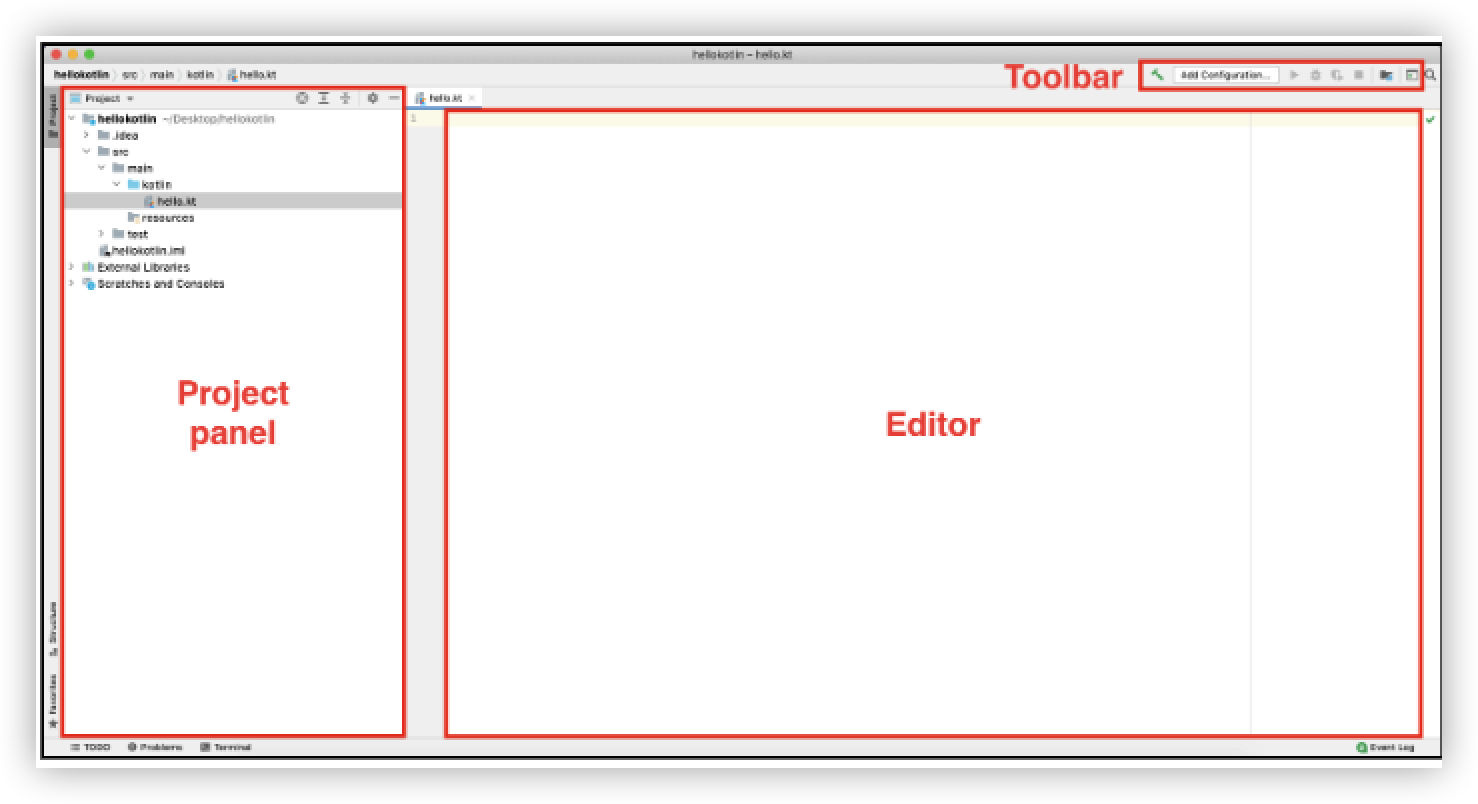 hellokotlin – hello.kt
hellokotlin › src › main › kotlin › hello.kt
Toolbar
Add Configuration...
Project
Project
hello.kt
hellokotlin ~/Desktop/hellokotlin
1
.idea
src
main
kotlin
hello.kt
resources
test
hellokotlin.iml
External Libraries
Scratches and Consoles
Project
panel
Editor
Structure
Favorites
TODO
Problems
Terminal
Event Log